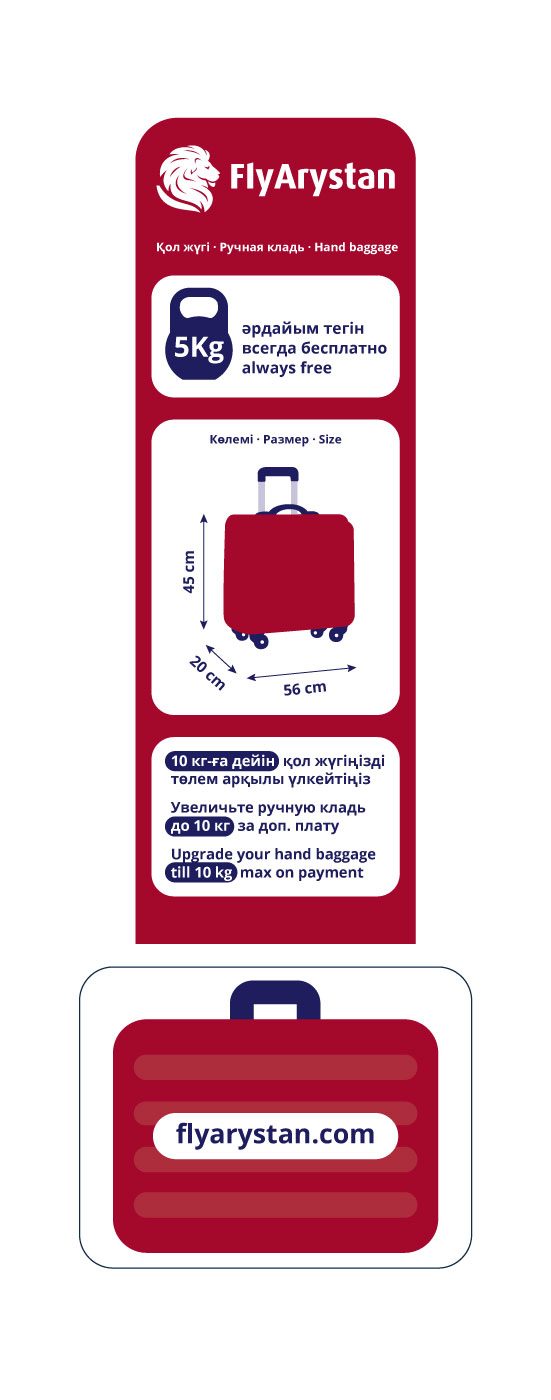 FlyArystan
Қол жүгі · Ручная кладь · Hand baggage
5Kg
әрдайым тегін
всегда бесплатно
always free
Көлемі · Размер · Size
45 cm
20 cm
56 cm
10 кг-ға дейін қол жүгіңізді
төлем арқылы үлкейтіңіз
Увеличьте ручную кладь
до 10 кг за доп. плату
Upgrade your hand baggage
till 10 kg max on payment
flyarystan.com